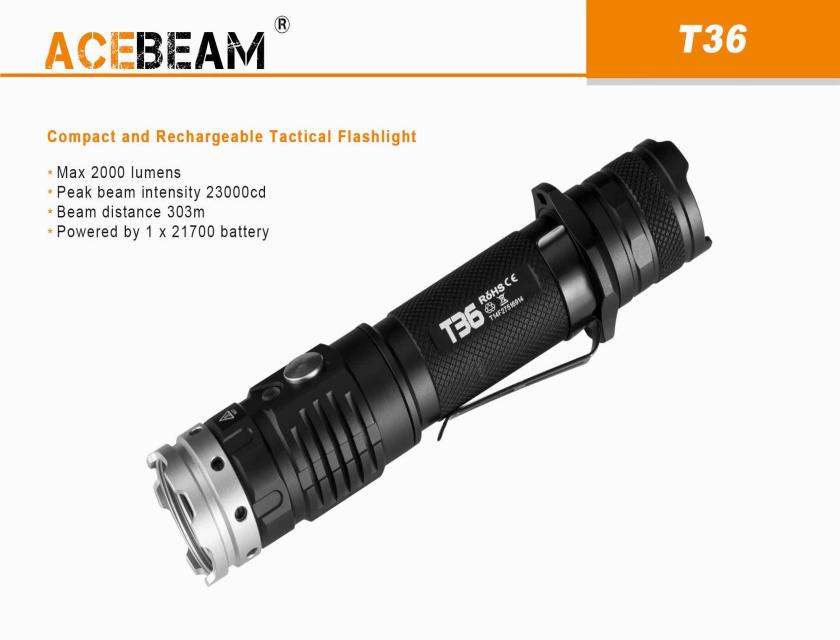 ACEBEAM®
T36
Compact and Rechargeable Tactical Flashlight
* Max 2000 lumens
* Peak beam intensity 23000cd
* Beam distance 303m
* Powered by 1 x 21700 battery
T36
RoHS CE
T14F27516914